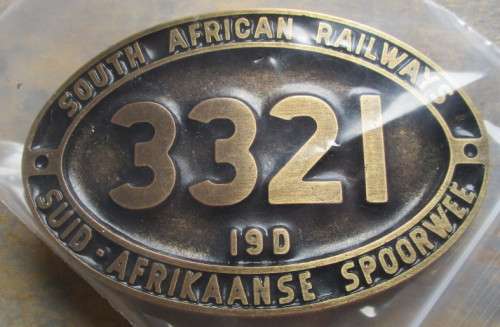 SOUTH AFRICAN RAILWAYS
3321
19D
SUID-AFRIKAANSE SPOORWEE